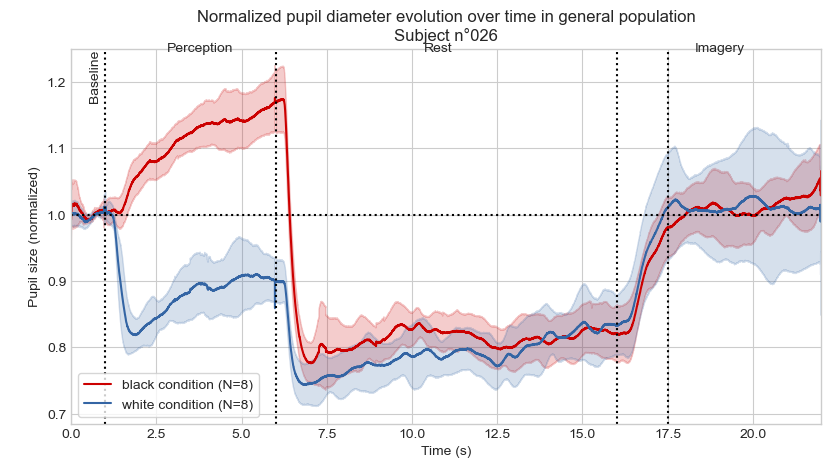 Normalized pupil diameter evolution over time in general population
Subject n°026
Baseline
Perception
Rest
Imagery
Pupil size (normalized)
1.2
1.1
1.0
0.9
0.8
0.7
black condition (N=8)
white condition (N=8)
0.0 2.5 5.0 7.5 10.0 12.5 15.0 17.5 20.0
Time (s)